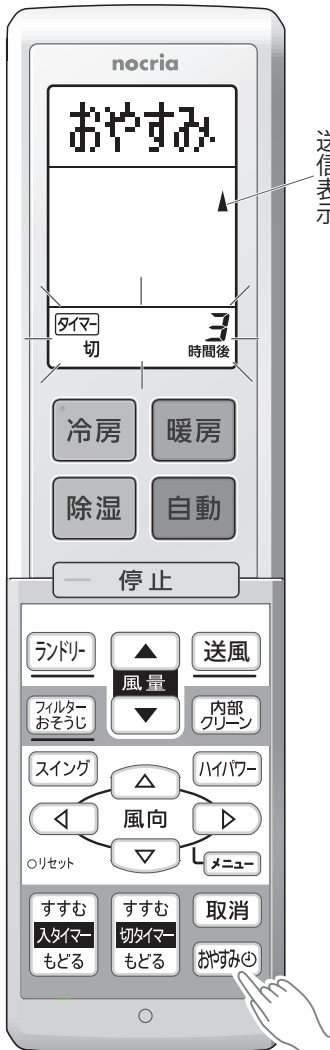 nocria
おやすみ
送信表示
タイマー
切
3
時間後
冷房
暖房
除湿
自動
停止
ランドリー
▲
風量
▼
送風
フィルター
おそうじ
内部
クリーン
スイング
ハイパワー
風向
リセット
メニュー
すすむ
入タイマー
もどる
すすむ
切タイマー
もどる
取消
おやすみ